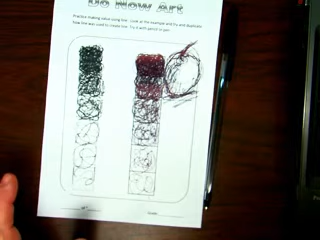 Do Now Art
Practice making value using line. Look at the example and try and duplicate
how line was used to create tone. Try it with pencil or pen.